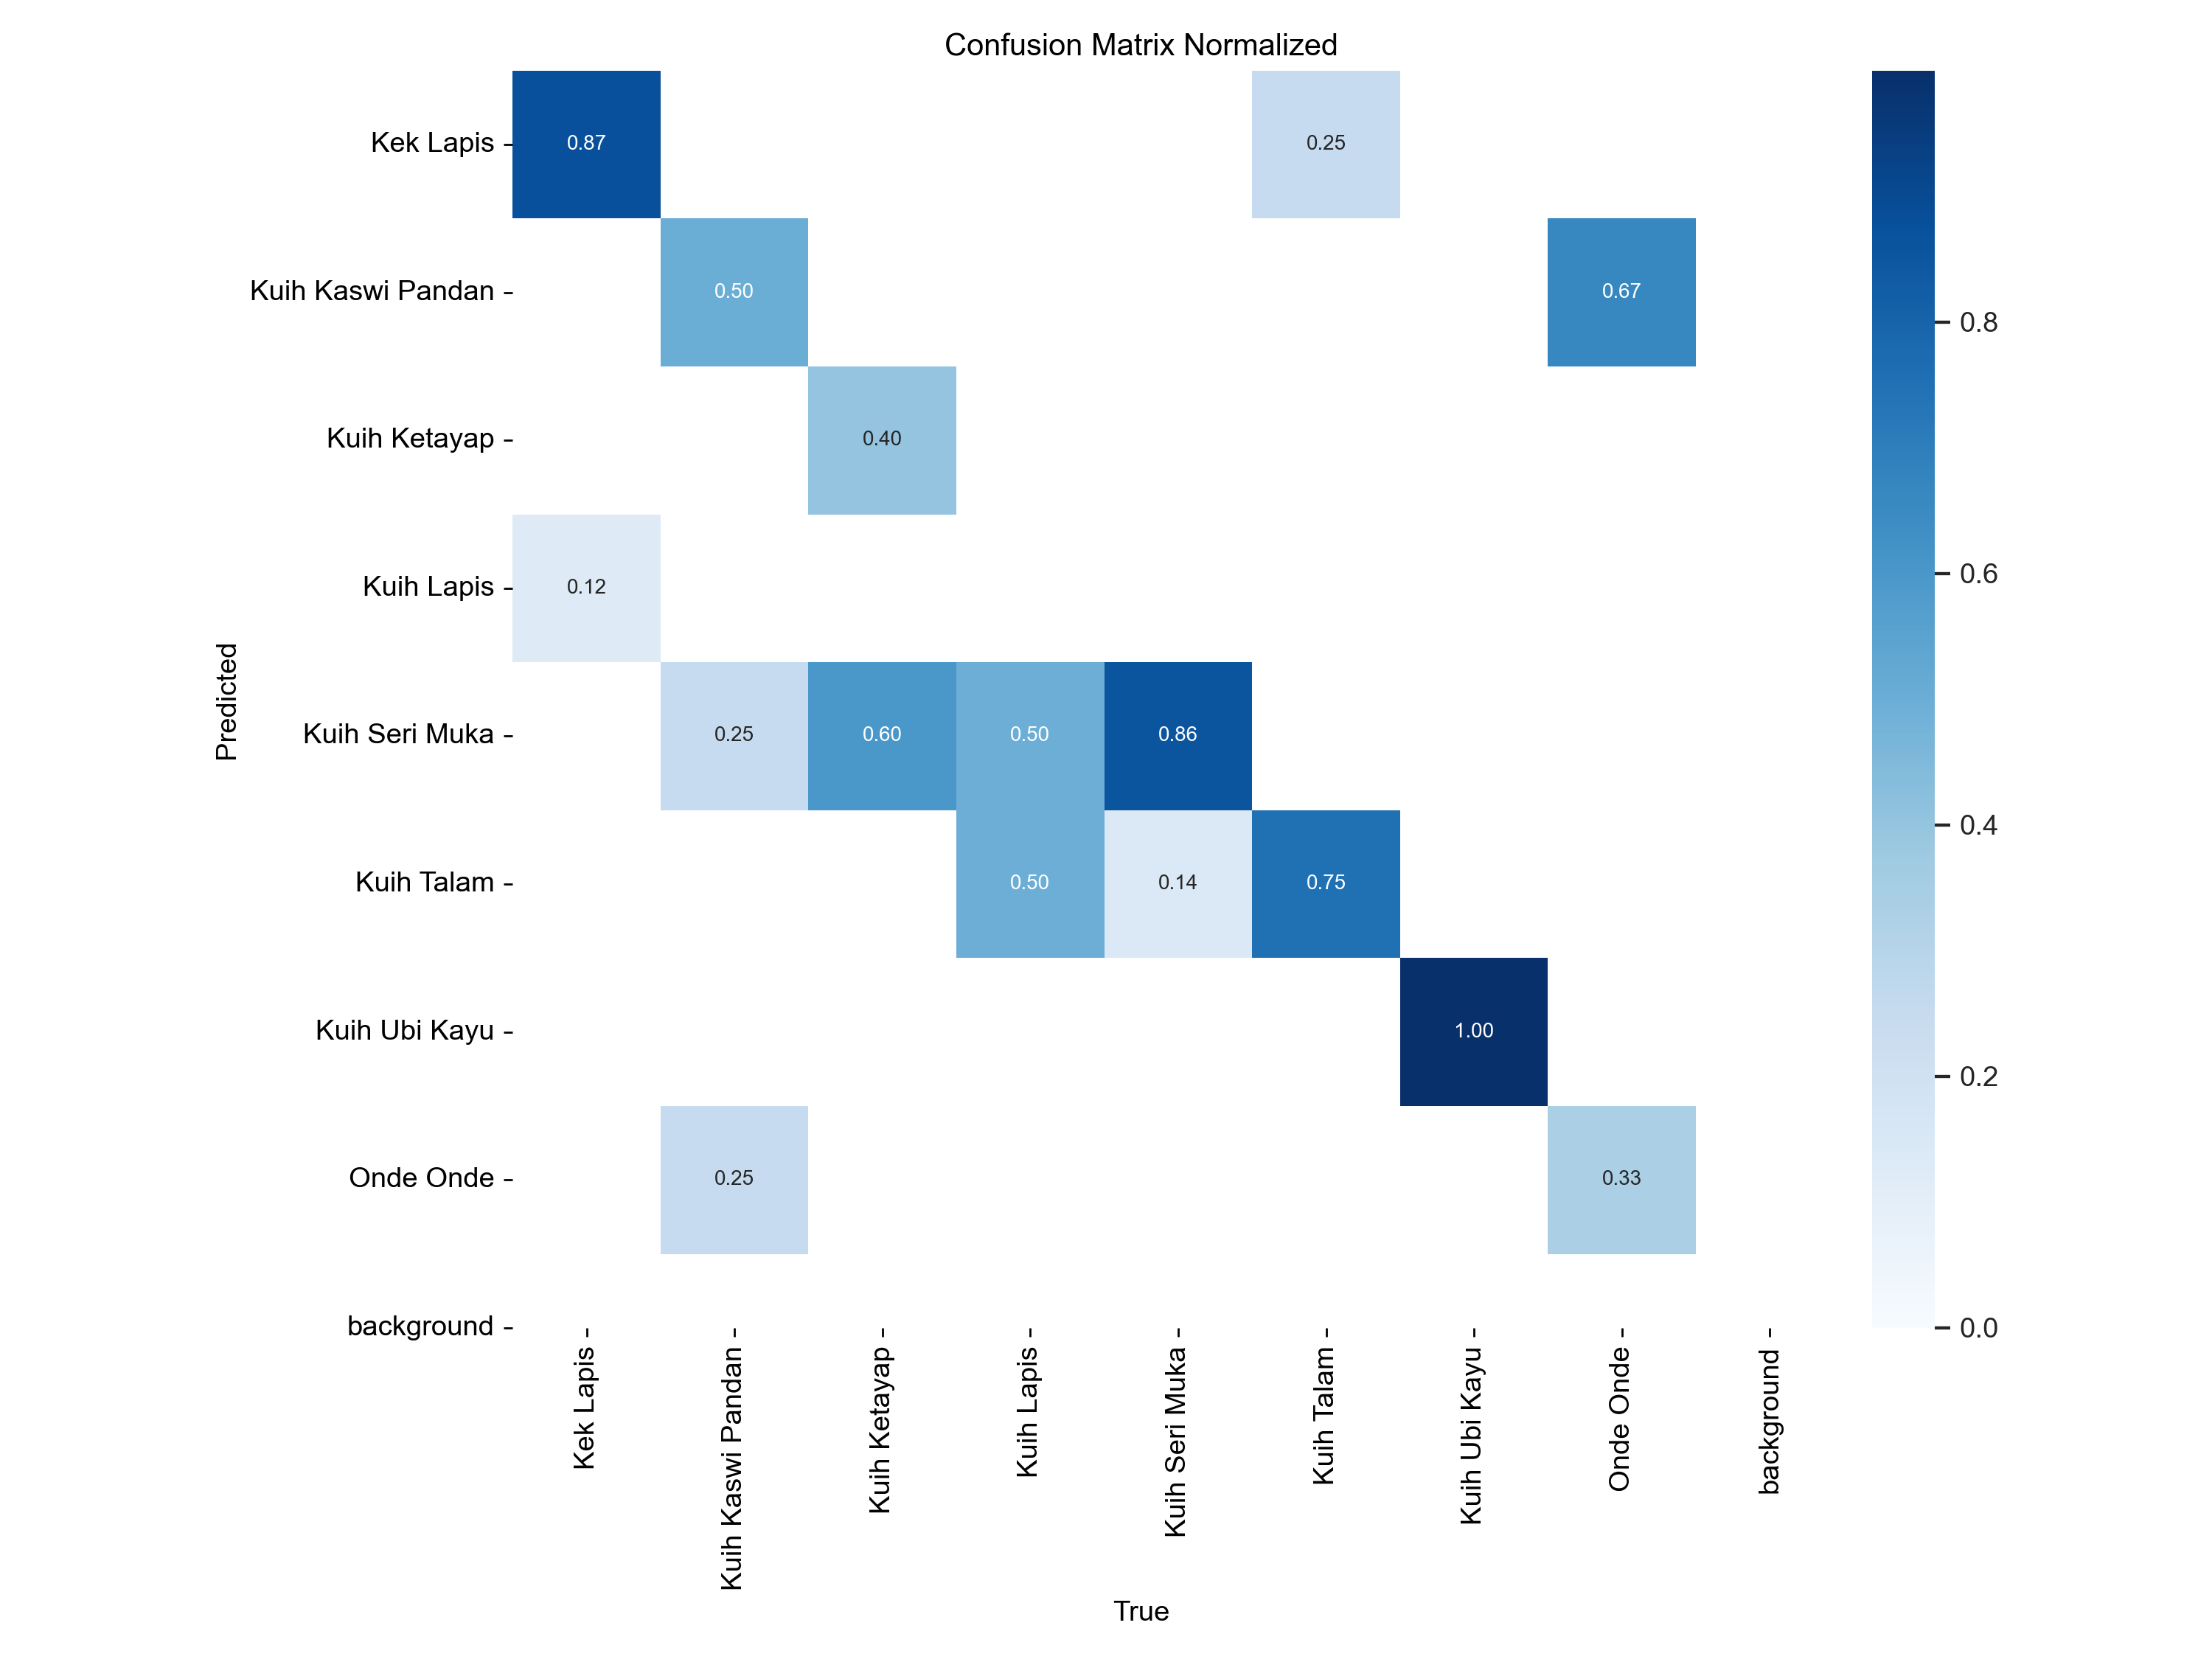 Confusion Matrix Normalized
Kek Lapis
0.87
0.25
Kuih Kaswi Pandan
0.50
0.67
0.8
Kuih Ketayap
0.40
Kuih Lapis
0.12
0.6
Predicted
Kuih Seri Muka
0.25
0.60
0.50
0.86
0.4
Kuih Talam
0.50
0.14
0.75
Kuih Ubi Kayu
1.00
0.2
Onde Onde
0.25
0.33
background
0.0
Kek Lapis
Kuih Kaswi Pandan
Kuih Ketayap
Kuih Lapis
Kuih Seri Muka
Kuih Talam
Kuih Ubi Kayu
Onde Onde
background
True